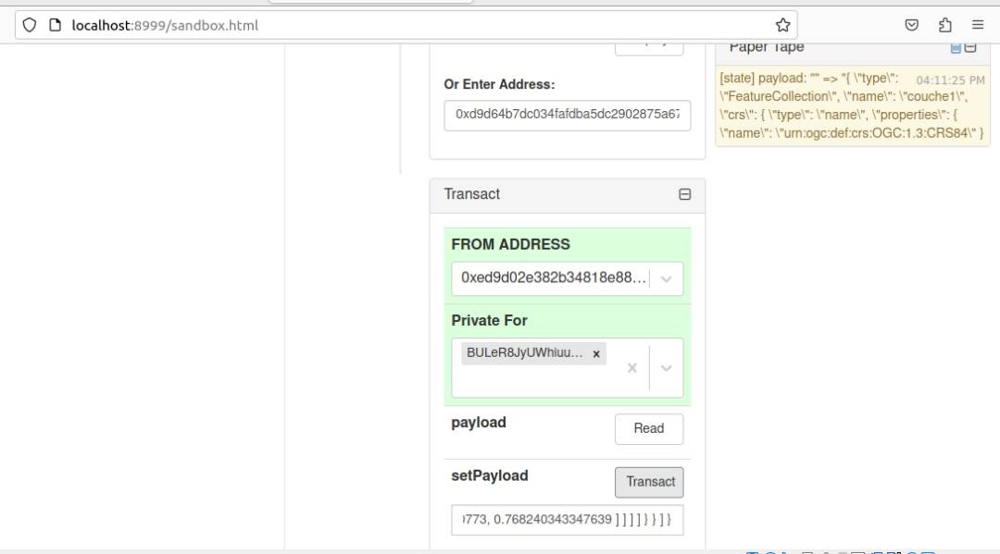 localhost:8999/sandbox.html
Paper Tape
[state] payload: "" => "{ \"type\": 04:11:25 PM
\"FeatureCollection\", \"name\": \"couche1\",
\"crs\": { \"type\": \"name\", \"properties\": {
\"name\": \"urn:ogc:def:crs:OGC:1.3:CRS84\" }
Or Enter Address:
0xd9d64b7dc034fafdba5dc2902875a67
Transact
FROM ADDRESS
0xed9d02e382b34818e88...
Private For
BULeR8JyUWhiuu... x
payload
Read
setPayload
Transact
773, 0.768240343347639 ] ] ] ] } } ] }